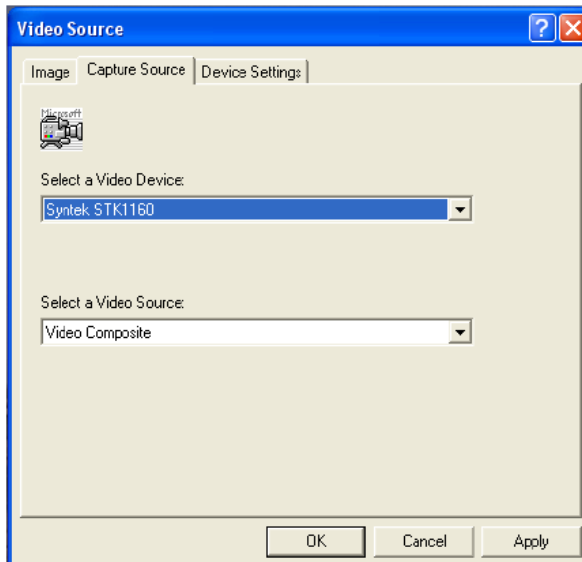 Video Source
Image Capture Source Device Settings
Microsoft
Select a Video Device:
Syntek STK1160
Select a Video Source:
Video Composite
OK Cancel Apply